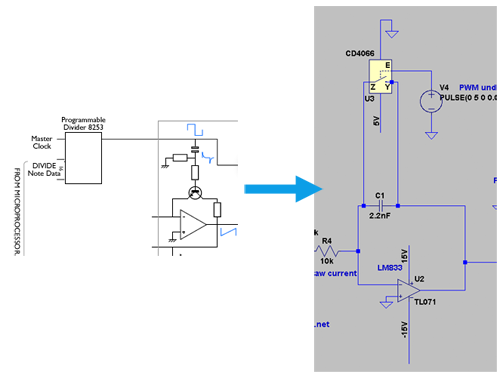 Programmable
Divider 8253
Master
Clock
DIVIDE
Note Data
FROM MICROPROCESSOR
CD4066
E
Z
Y
U3
5V
V4
PWM und
PULSE(0 5 0 0.0
C1
2.2nF
k
R4
10k
saw current
15V
LM833
U2
TL071
-15V
.net